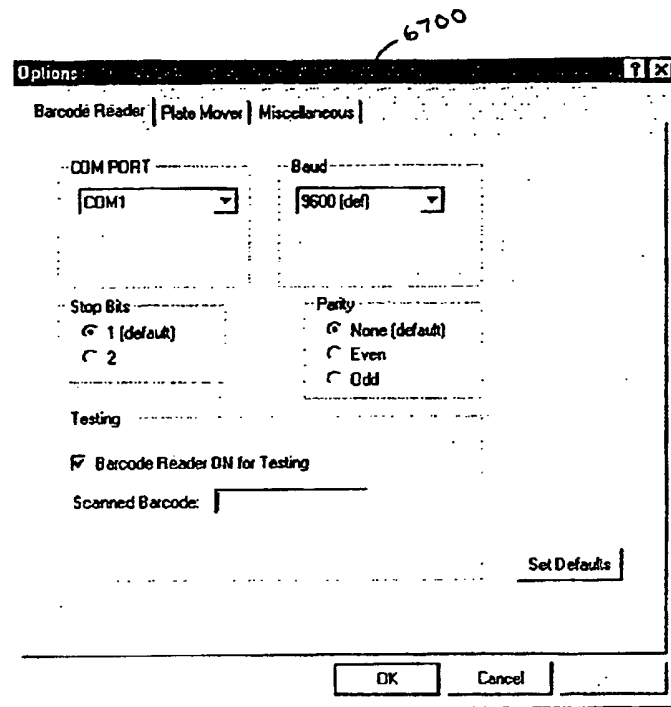 6700
Options
Barcode Reader Plate Mover Miscellaneous
COM PORT
COM1
Baud
9600 (def)
Stop Bits
1 (default)
2
Parity
None (default)
Even
Odd
Testing
Barcode Reader ON for Testing
Scanned Barcode:
Set Defaults
OK Cancel